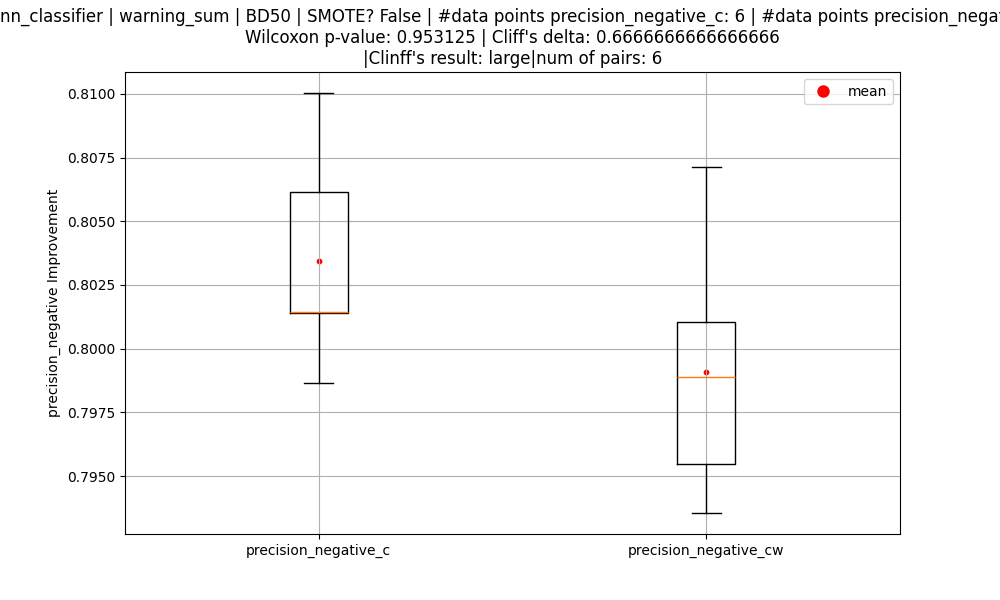 | warning_sum | BD50 | SMOTE? False | #data points precision_negative_c: 6 | #data points
Wilcoxon p-value: 0.953125 | Cliff's delta: 0.6666666666666666
|Clinff's result: large|num of pairs: 6
mean
0.8100
0.8075
0.8050
0.8025
0.8000
0.7975
0.7950
precision_negative Improvement
precision_negative_c
precision_negative_cw